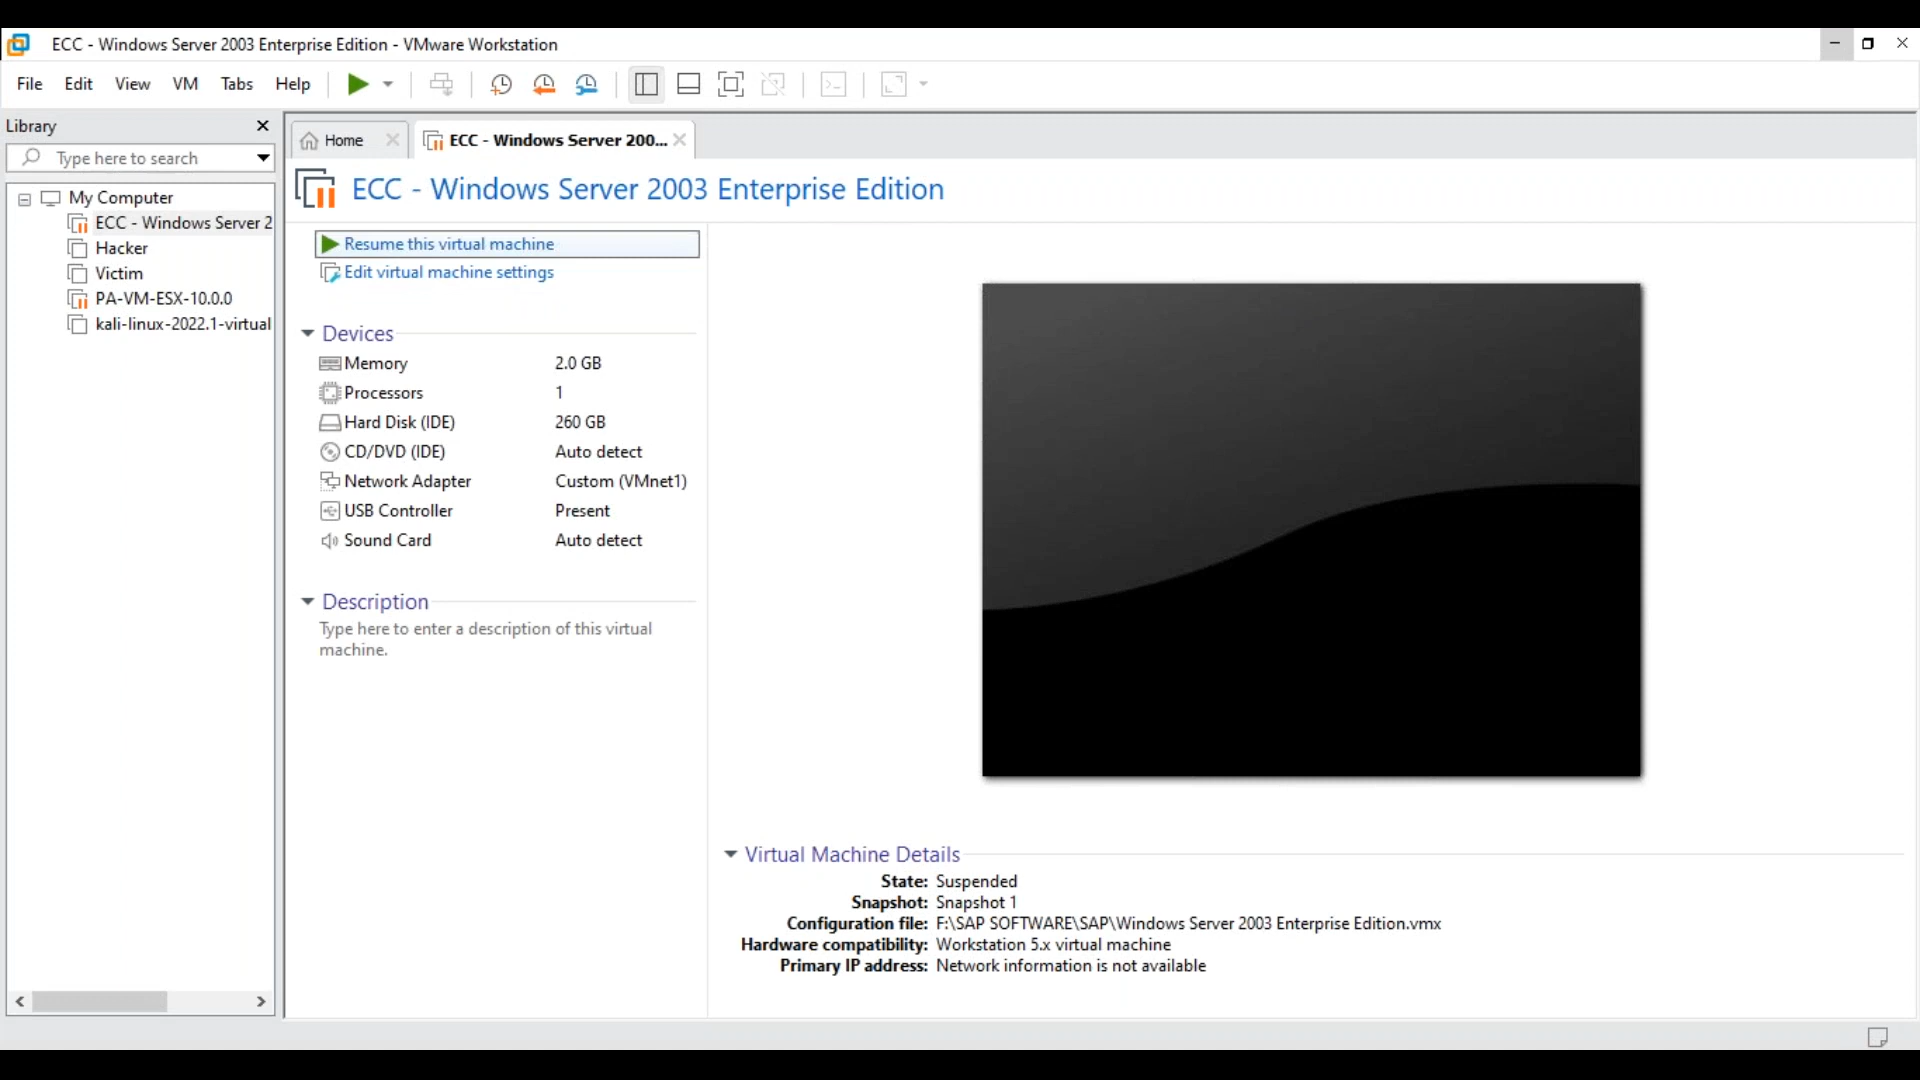 ECC - Windows Server 2003 Enterprise Edition - VMware Workstation
File Edit View VM Tabs Help
Library
Type here to search
My Computer
ECC - Windows Server 2
Hacker
Victim
PA-VM-ESX-10.0.0
kali-linux-2022.1-virtual
Home
ECC - Windows Server 200...
ECC - Windows Server 2003 Enterprise Edition
Resume this virtual machine
Edit virtual machine settings
Devices
Memory 2.0 GB
Processors 1
Hard Disk (IDE) 260 GB
CD/DVD (IDE) Auto detect
Network Adapter Custom (VMnet1)
USB Controller Present
Sound Card Auto detect
Description
Type here to enter a description of this virtual
machine.
Virtual Machine Details
State: Suspended
Snapshot: Snapshot 1
Configuration file: F:\SAP SOFTWARE\SAP\Windows Server 2003 Enterprise Edition.vmx
Hardware compatibility: Workstation 5.x virtual machine
Primary IP address: Network information is not available